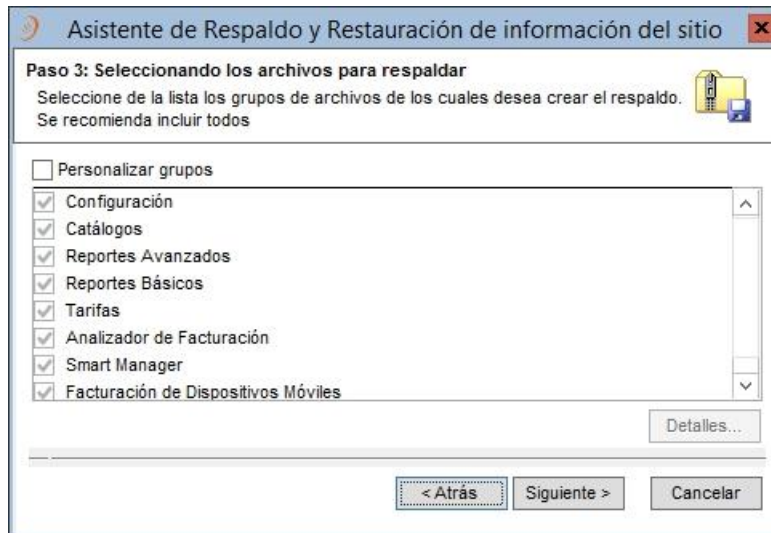 Asistente de Respaldo y Restauración de información del sitio
Paso 3: Seleccionando los archivos para respaldar
Seleccione de la lista los grupos de archivos de los cuales desea crear el respaldo.
Se recomienda incluir todos
Personalizar grupos
Configuración
Catálogos
Reportes Avanzados
Reportes Básicos
Tarifas
Analizador de Facturación
Smart Manager
Facturación de Dispositivos Móviles
Detalles...
< Atrás
Siguiente >
Cancelar